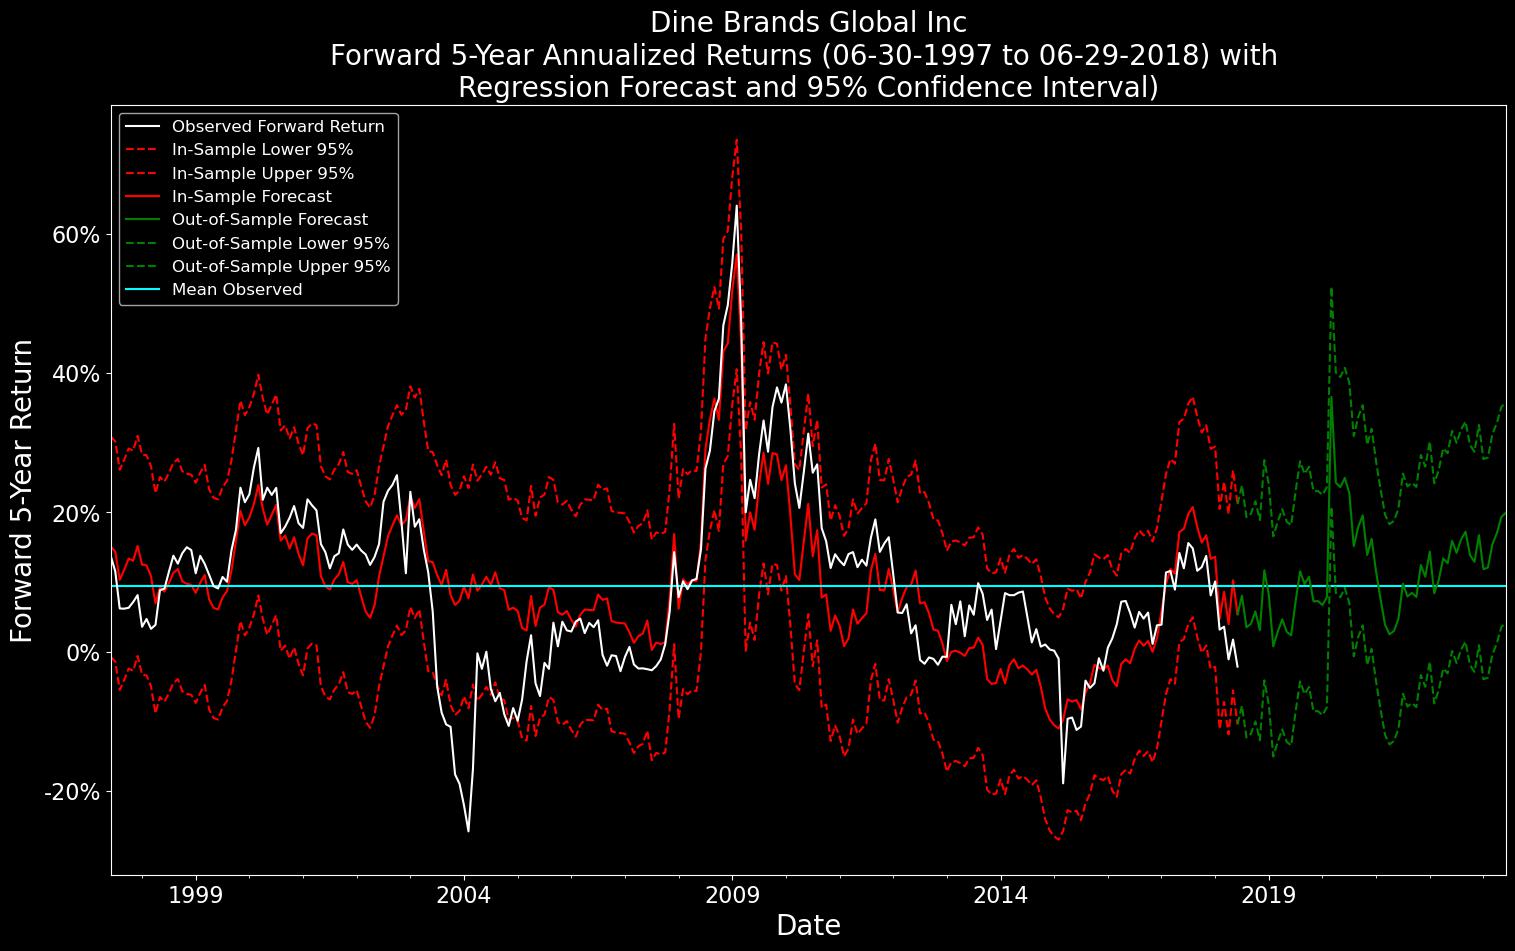 Dine Brands Global Inc
Forward 5-Year Annualized Returns (06-30-1997 to 06-29-2018) with
Regression Forecast and 95% Confidence Interval)
Observed Forward Return
In-Sample Lower 95%
In-Sample Upper 95%
In-Sample Forecast
Out-of-Sample Forecast
Out-of-Sample Lower 95%
Out-of-Sample Upper 95%
Mean Observed
Forward 5-Year Return
60%
40%
20%
0%
-20%
1999
2004
2009
2014
2019
Date